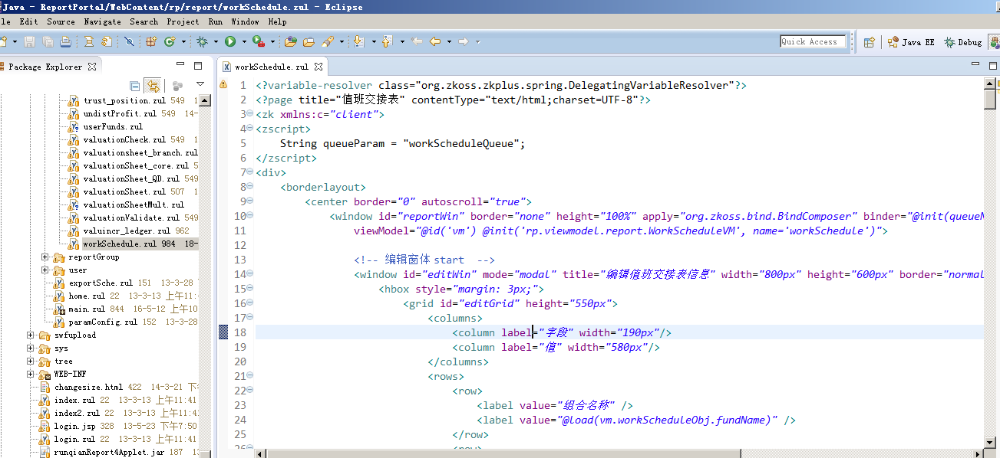 Java - ReportPortal/WebContent/rp/report/workSchedule.zul - Eclipse
le Edit Source Navigate Search Project Run Window Help
Quick Access Java EE Debug
Package Explorer
trust_position.zul 549 1
undistProfit.zul 549 14-
userFunds.zul
valuationCheck.zul 549 1
valuationsheet_branch.zul
valuationSheet_core.zul 5
valuationSheet_QD.zul 549
valuationSheet.zul 507 1
valuationSheetMult.zul
valuationValidate.zul 549
valuincr_ledger.zul 962
workSchedule.zul 984 18-
reportGroup
user
exportSche.zul 151 13-3-28
home.zul 22 13-3-13 上午11:
main.zul 844 16-5-12 上午10
paramConfig.zul 152 13-3-28
swfupload
sys
tree
WEB-INF
changesize.html 422 14-3-21 下
index.zul 22 13-3-13 上午11:41
index2.zul 22 13-3-13 上午11:41
login.jsp 328 13-5-23 下午7:50
login.zul 22 13-3-13 上午11:41
runqianReport4Applet.jar 187 13
workSchedule.zul
1 <?variable-resolver class="org.zkoss.zkplus.spring.DelegatingVariableResolver"?>
2 <?page title="值班交接表" contentType="text/html;charset=UTF-8"?>
3 <zk xmlns:c="client">
4 <zscript>
5 String queueParam = "workScheduleQueue";
6 </zscript>
7 <div>
8 <borderlayout>
9 <center border="0" autoscroll="true">
10 <window id="reportWin" border="none" height="100%" apply="org.zkoss.bind.BindComposer" binder="@init(queueN
11 viewModel="@id('vm') @init('rp.viewmodel.report.WorkScheduleVM', name='workSchedule')">
12
13 <!-- 编辑窗体 start -->
14 <window id="editWin" mode="modal" title="编辑值班交接表信息" width="800px" height="600px" border="normal
15 <hbox style="margin: 3px;">
16 <grid id="editGrid" height="550px">
17 <columns>
18 <column label="字段" width="190px"/>
19 <column label="值" width="580px"/>
20 </columns>
21 <rows>
22 <row>
23 <label value="组合名称" />
24 <label value="@load(vm.workScheduleObj.fundName)" />
25 </row>
26 <row>